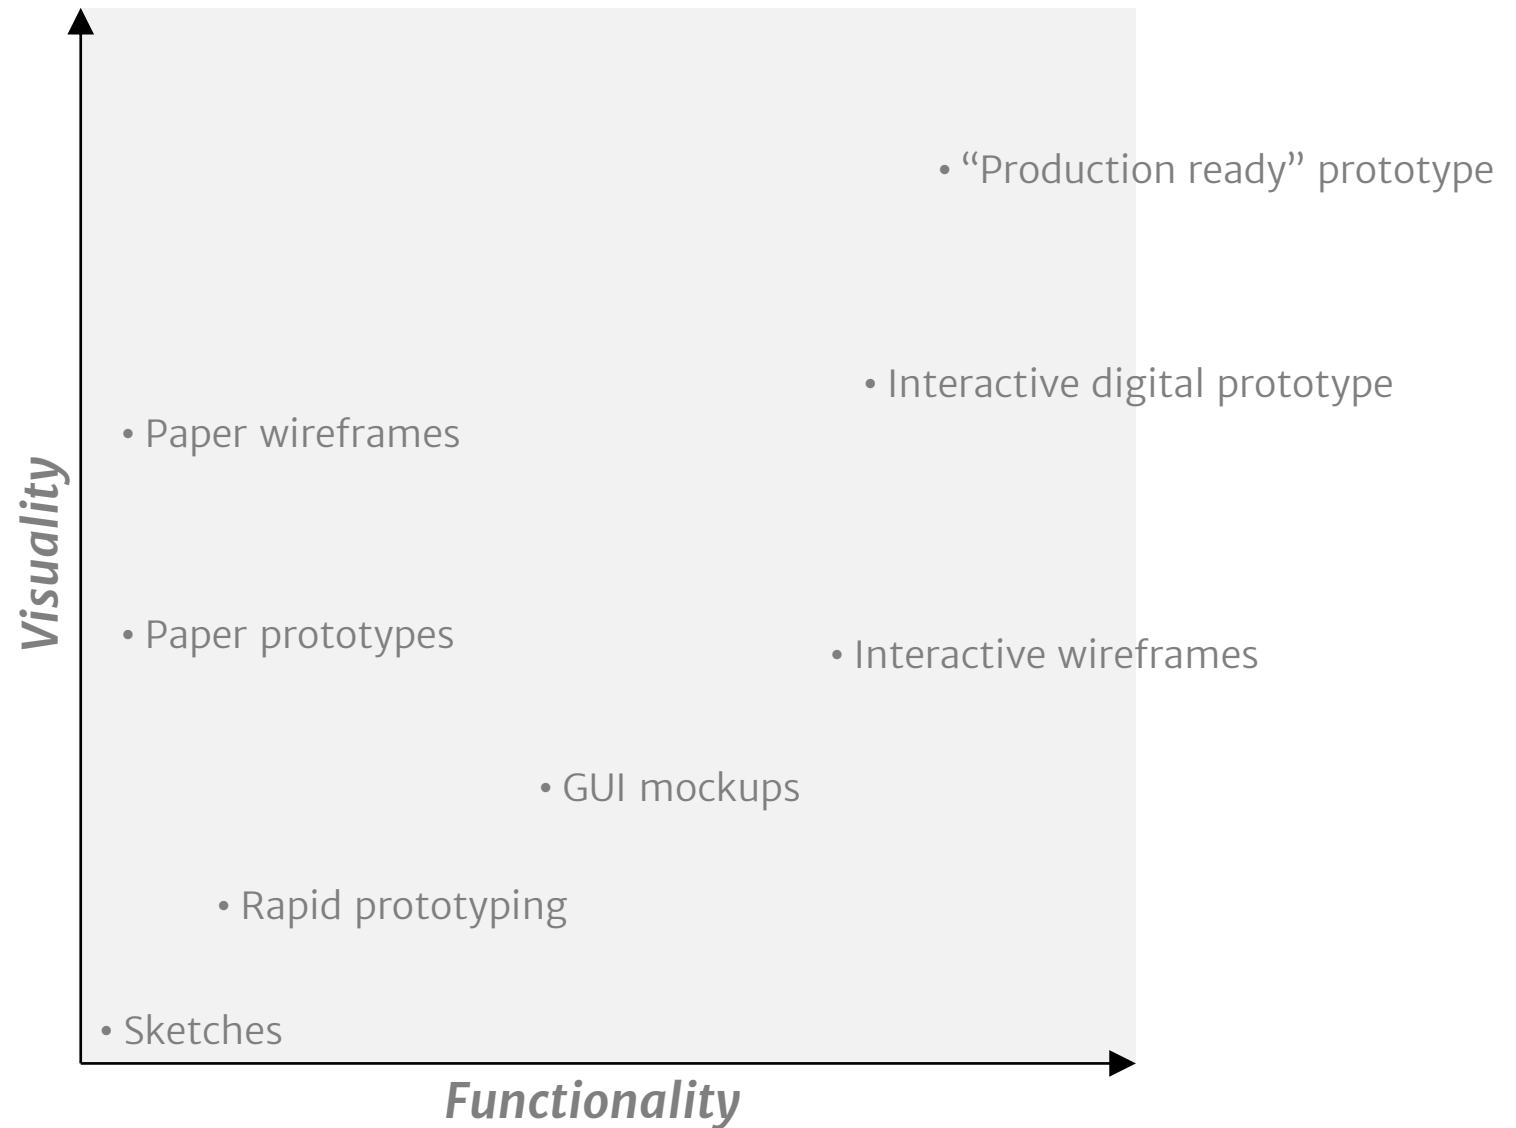 • “Production ready” prototype
• Interactive digital prototype
• Paper wireframes
Visuality
• Paper prototypes
• Interactive wireframes
• GUI mockups
• Rapid prototyping
• Sketches
Functionality